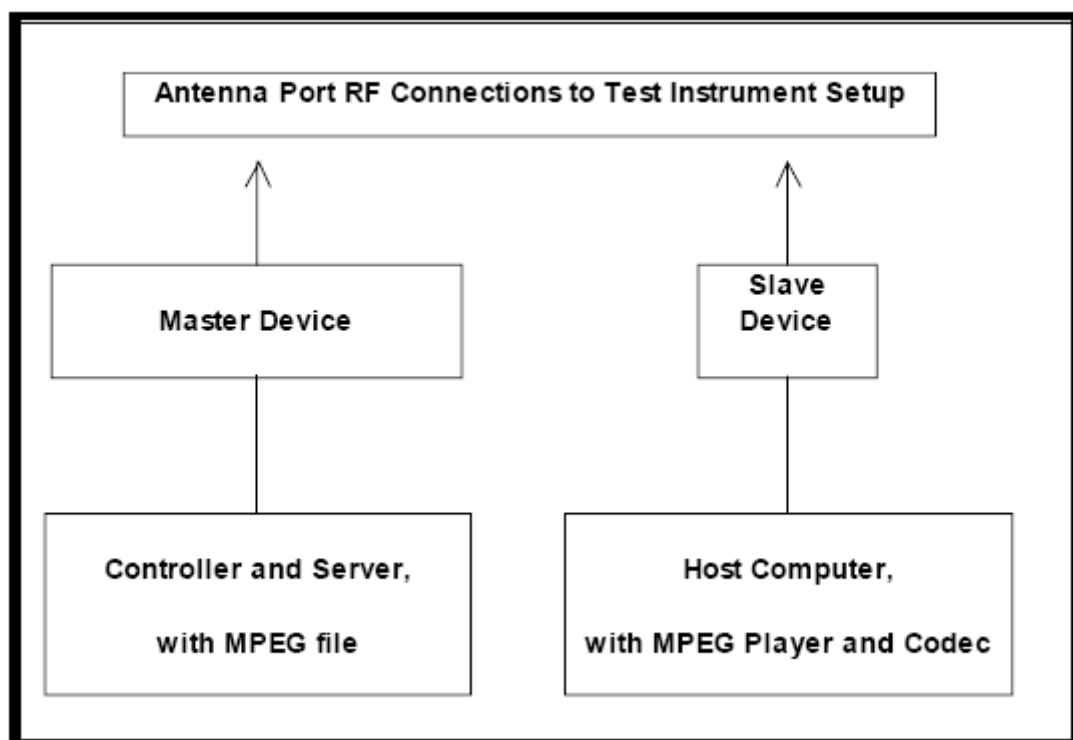 Antenna Port RF Connections to Test Instrument Setup
Master Device
Slave
Device
Controller and Server,
with MPEG file
Host Computer,
with MPEG Player and Codec